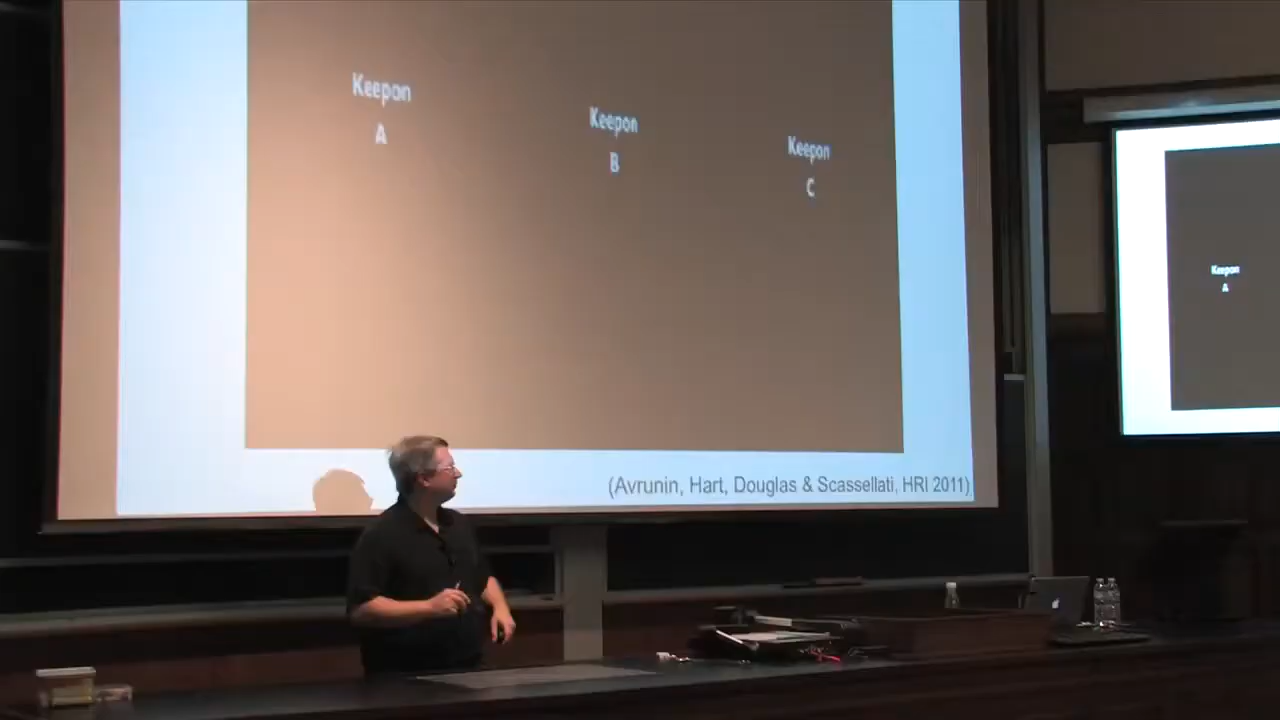 Keepon
A
Keepon
B
Keepon
C
(Avrunin, Hart, Douglas & Scassellati, HRI 2011)
Keepon
A